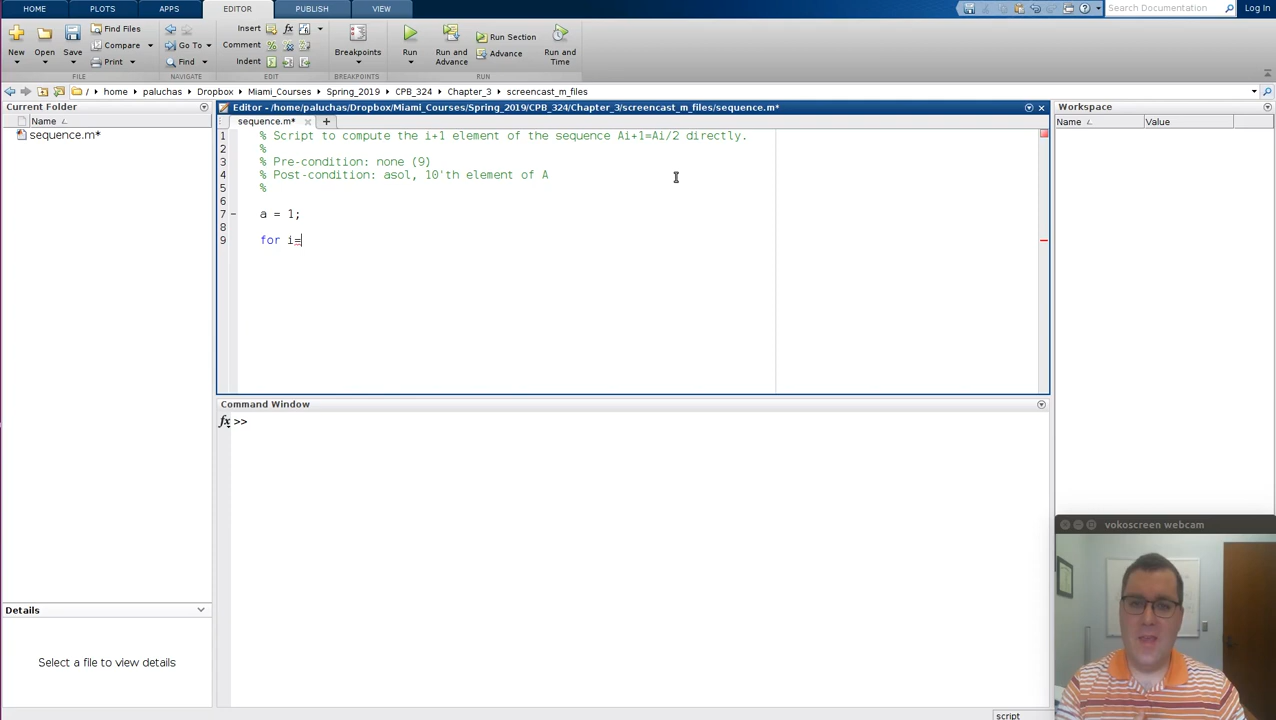 HOME PLOTS APPS EDITOR PUBLISH VIEW Search Documentation Log In
New Open Save Find Files Compare Print Go To Find Insert fx Comment Indent Breakpoints Run Run and Advance Run Section Advance Run and Time
FILE NAVIGATE EDIT BREAKPOINTS RUN
/ home paluchas Dropbox Miami_Courses Spring_2019 CPB_324 Chapter_3 screencast_m_files
Current Folder
Name
sequence.m*
Editor - /home/paluchas/Dropbox/Miami_Courses/Spring_2019/CPB_324/Chapter_3/screencast_m_files/sequence.m*
sequence.m*
1 % Script to compute the i+1 element of the sequence Ai+1=Ai/2 directly.
2 %
3 % Pre-condition: none (9)
4 % Post-condition: asol, 10'th element of A
5 %
6
7 a = 1;
8
9 for i=
Command Window
fx >>
Workspace
Name Value
Details
Select a file to view details
vokoscreen webcam
script